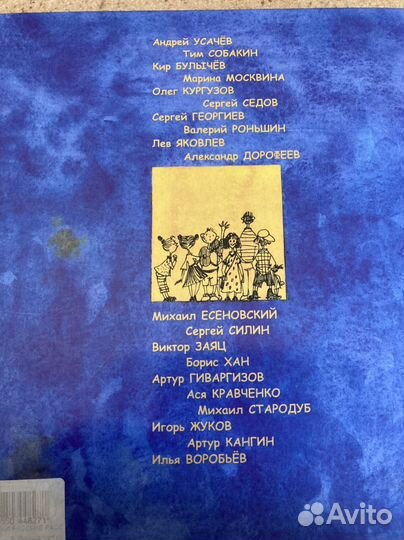 Андрей УСАЧЁВ
Тим СОБАКИН
Кир БУЛЫЧЁВ
Марина МОСКВИНА
Олег КУРГУЗОВ
Сергей СЕДОВ
Сергей ГЕОРГИЕВ
Валерий РОНЬШИН
Лев ЯКОВЛЕВ
Александр ДОРОФЕЕВ
Михаил ЕСЕНОВСКИЙ
Сергей СИЛИН
Виктор ЗАЯЦ
Борис ХАН
Артур ГИВАРГИЗОВ
Ася КРАВЧЕНКО
Михаил СТАРОДУБ
Игорь ЖУКОВ
Артур КАНГИН
Илья ВОРОБЬЁВ
Avito